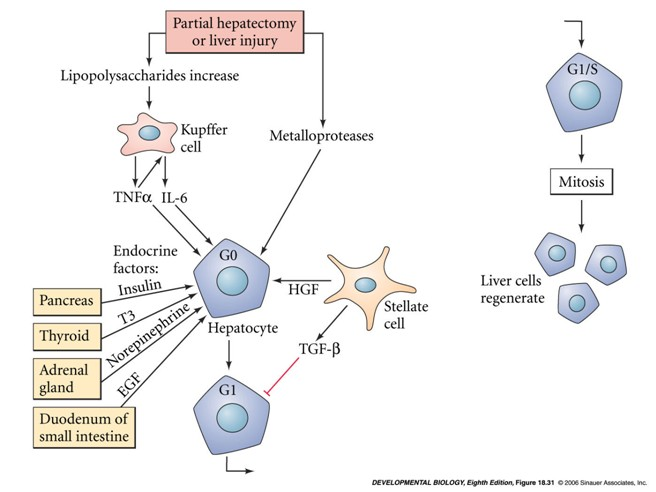 Partial hepatectomy
or liver injury
Lipopolysaccharides increase
Kupffer
cell
Metalloproteases
TNFα IL-6
Endocrine
factors:
G0
Pancreas
Insulin
Thyroid
T3
Adrenal
gland
Norepinephrine
Duodenum of
small intestine
EGF
Hepatocyte
HGF
Stellate
cell
TGF-β
G1
G1/S
Mitosis
Liver cells
regenerate
DEVELOPMENTAL BIOLOGY, Eighth Edition, Figure 18.31 © 2006 Sinauer Associates, Inc.